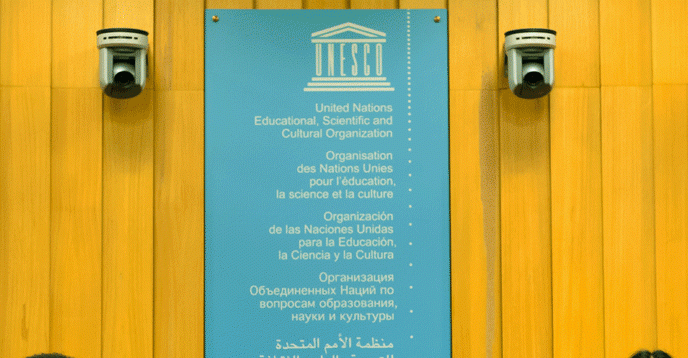 UNESCO
United Nations
Educational, Scientific and
Cultural Organization
Organisation
des Nations Unies
pour l'éducation,
la science et la culture
Organización
de las Naciones Unidas
para la Educación,
la Ciencia y la Cultura
Организация
Объединенных Наций по
вопросам образования,
науки и культуры
منظمة الأمم المتحدة